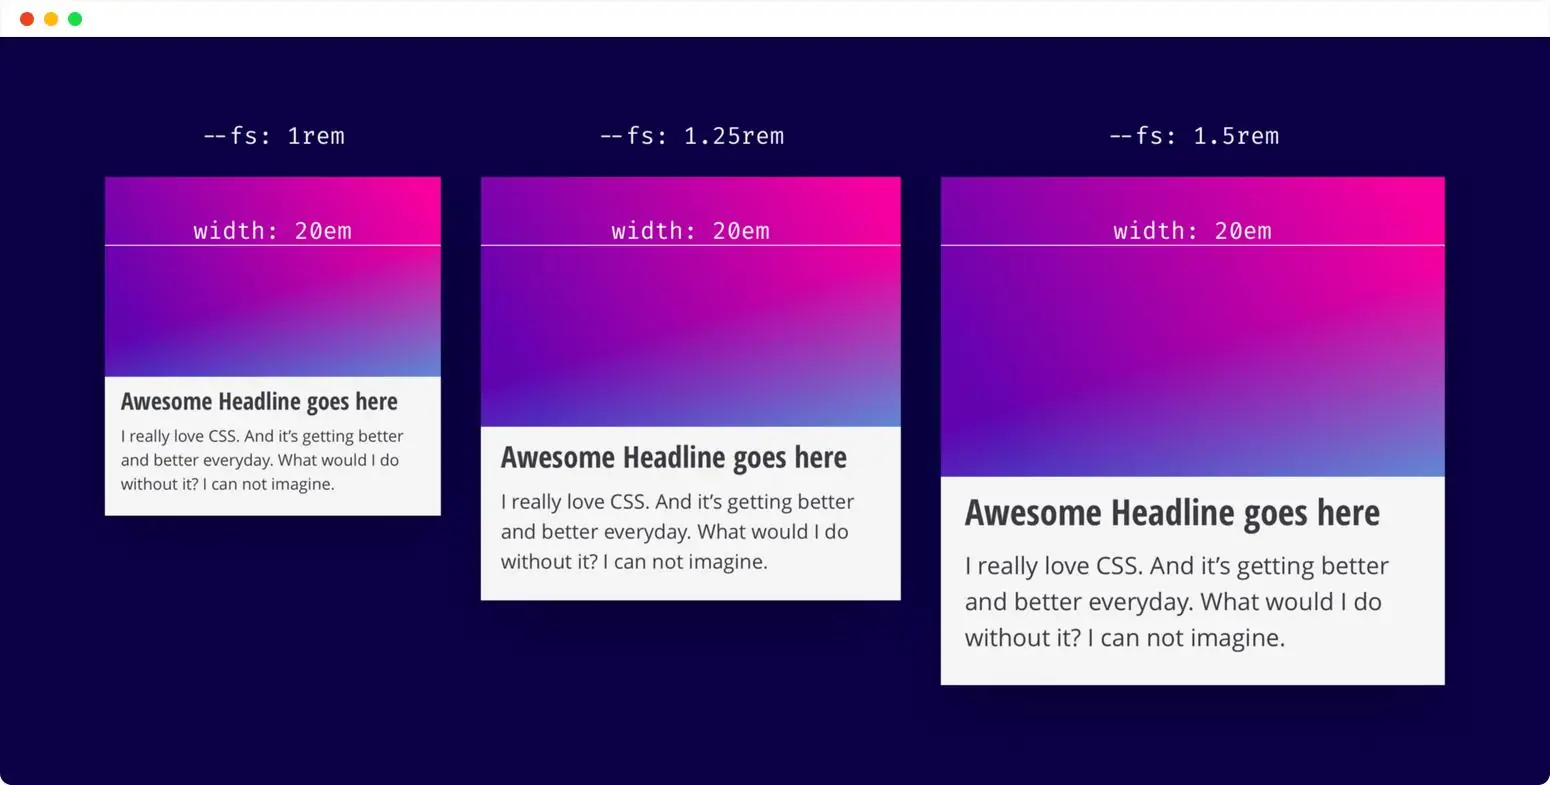 --fs: 1rem
width: 20em
Awesome Headline goes here
I really love CSS. And it’s getting better
and better everyday. What would I do
without it? I can not imagine.
--fs: 1.25rem
width: 20em
Awesome Headline goes here
I really love CSS. And it’s getting better
and better everyday. What would I do
without it? I can not imagine.
--fs: 1.5rem
width: 20em
Awesome Headline goes here
I really love CSS. And it’s getting better
and better everyday. What would I do
without it? I can not imagine.